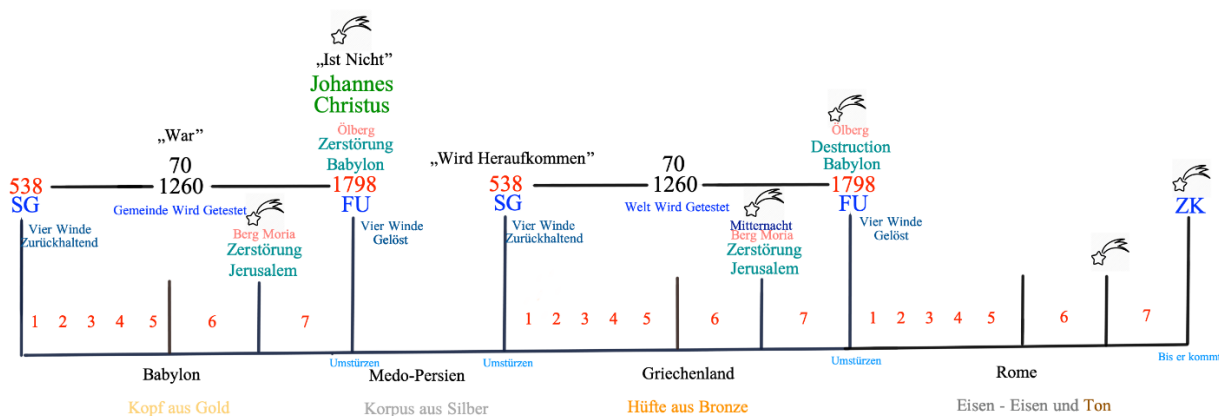 „Ist Nicht”
Johannes
Christus
Ölberg
Zerstörung
Babylon
1798
FU
„War”
70
1260
Gemeinde Wird Getestet
538
SG
Vier Winde
Zurückhaltend
Berg Moria
Zerstörung
Jerusalem
Vier Winde
Gelöst
„Wird Heraufkommen”
538
SG
Vier Winde
Zurückhaltend
70
1260
Welt Wird Getestet
Mitternacht
Berg Moria
Zerstörung
Jerusalem
Ölberg
Destruction
Babylon
1798
FU
Vier Winde
Gelöst
ZK
1 2 3 4 5 6 7
1 2 3 4 5 6 7
1 2 3 4 5 6 7
Umstürzen
Umstürzen
Umstürzen
Bis er kommt
Babylon
Medo-Persien
Griechenland
Rome
Kopf aus Gold
Korpus aus Silber
Hüfte aus Bronze
Eisen - Eisen und Ton